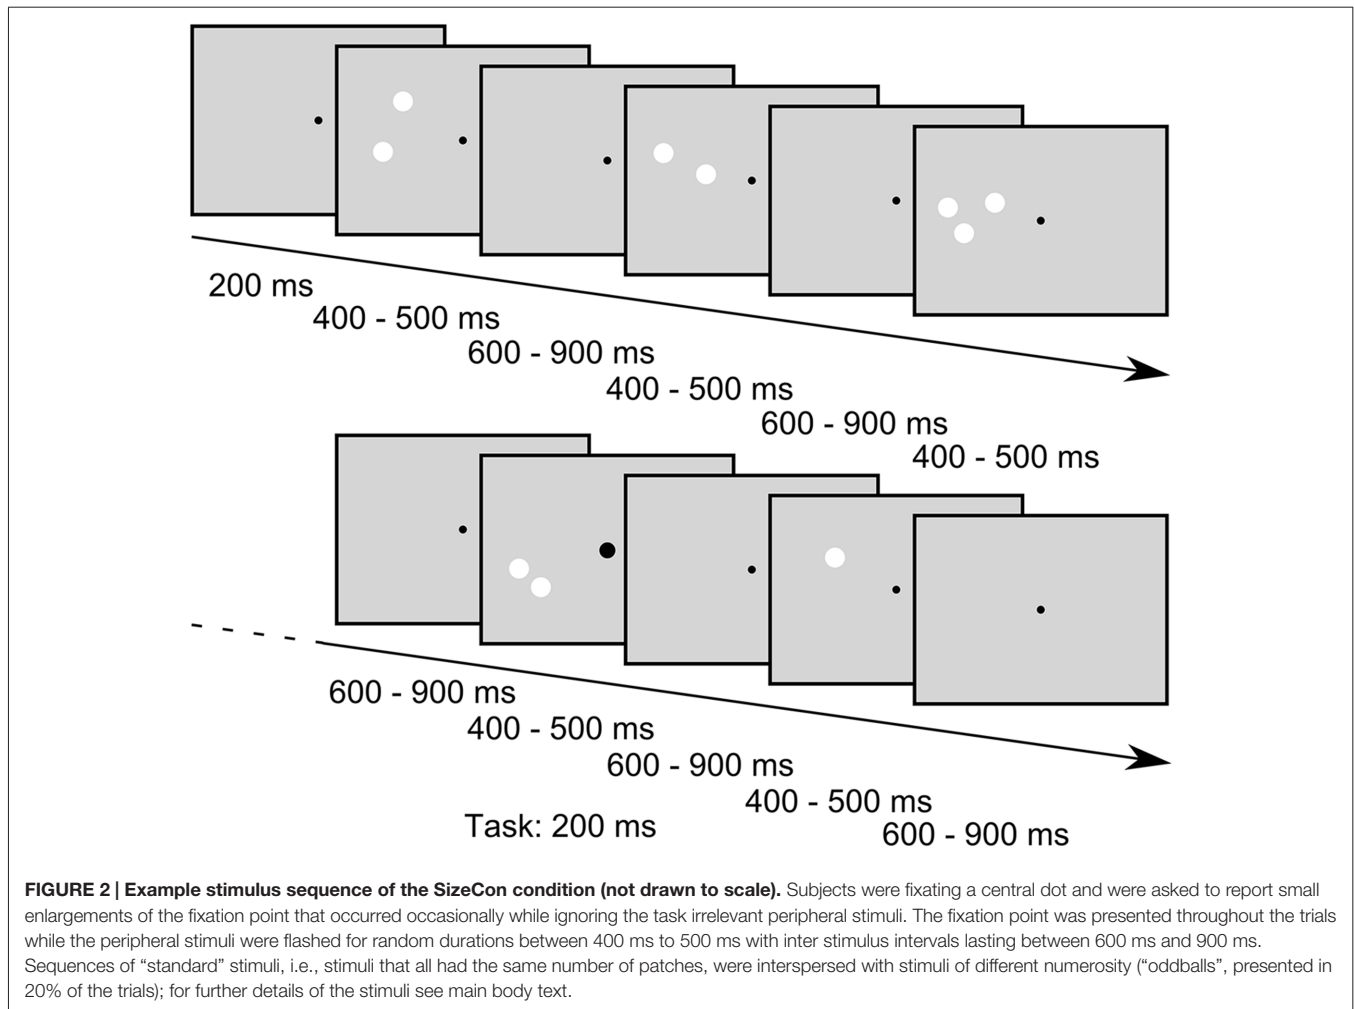 200 ms
400 - 500 ms
600 - 900 ms
400 - 500 ms
600 - 900 ms
400 - 500 ms
600 - 900 ms
400 - 500 ms
600 - 900 ms
400 - 500 ms
Task: 200 ms
600 - 900 ms
FIGURE 2 | Example stimulus sequence of the SizeCon condition (not drawn to scale). Subjects were fixating a central dot and were asked to report small
enlargements of the fixation point that occurred occasionally while ignoring the task irrelevant peripheral stimuli. The fixation point was presented throughout the trials
while the peripheral stimuli were flashed for random durations between 400 ms to 500 ms with inter stimulus intervals lasting between 600 ms and 900 ms.
Sequences of “standard” stimuli, i.e., stimuli that all had the same number of patches, were interspersed with stimuli of different numerosity (“oddballs”, presented in
20% of the trials); for further details of the stimuli see main body text.